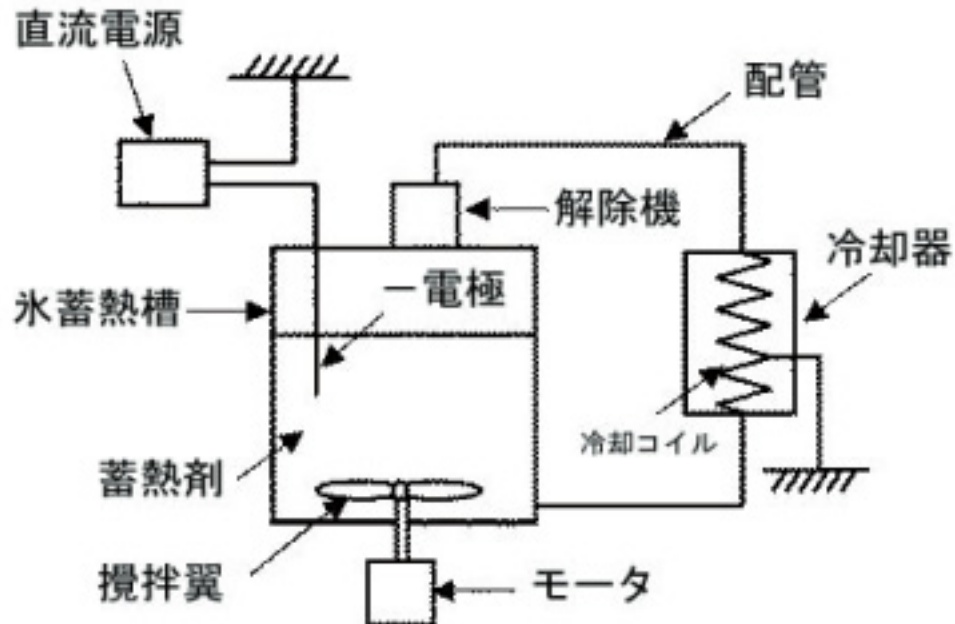 直流電源
配管
解除機
冷却器
氷蓄熱槽
－電極
冷却コイル
蓄熱剤
攪拌翼
モータ